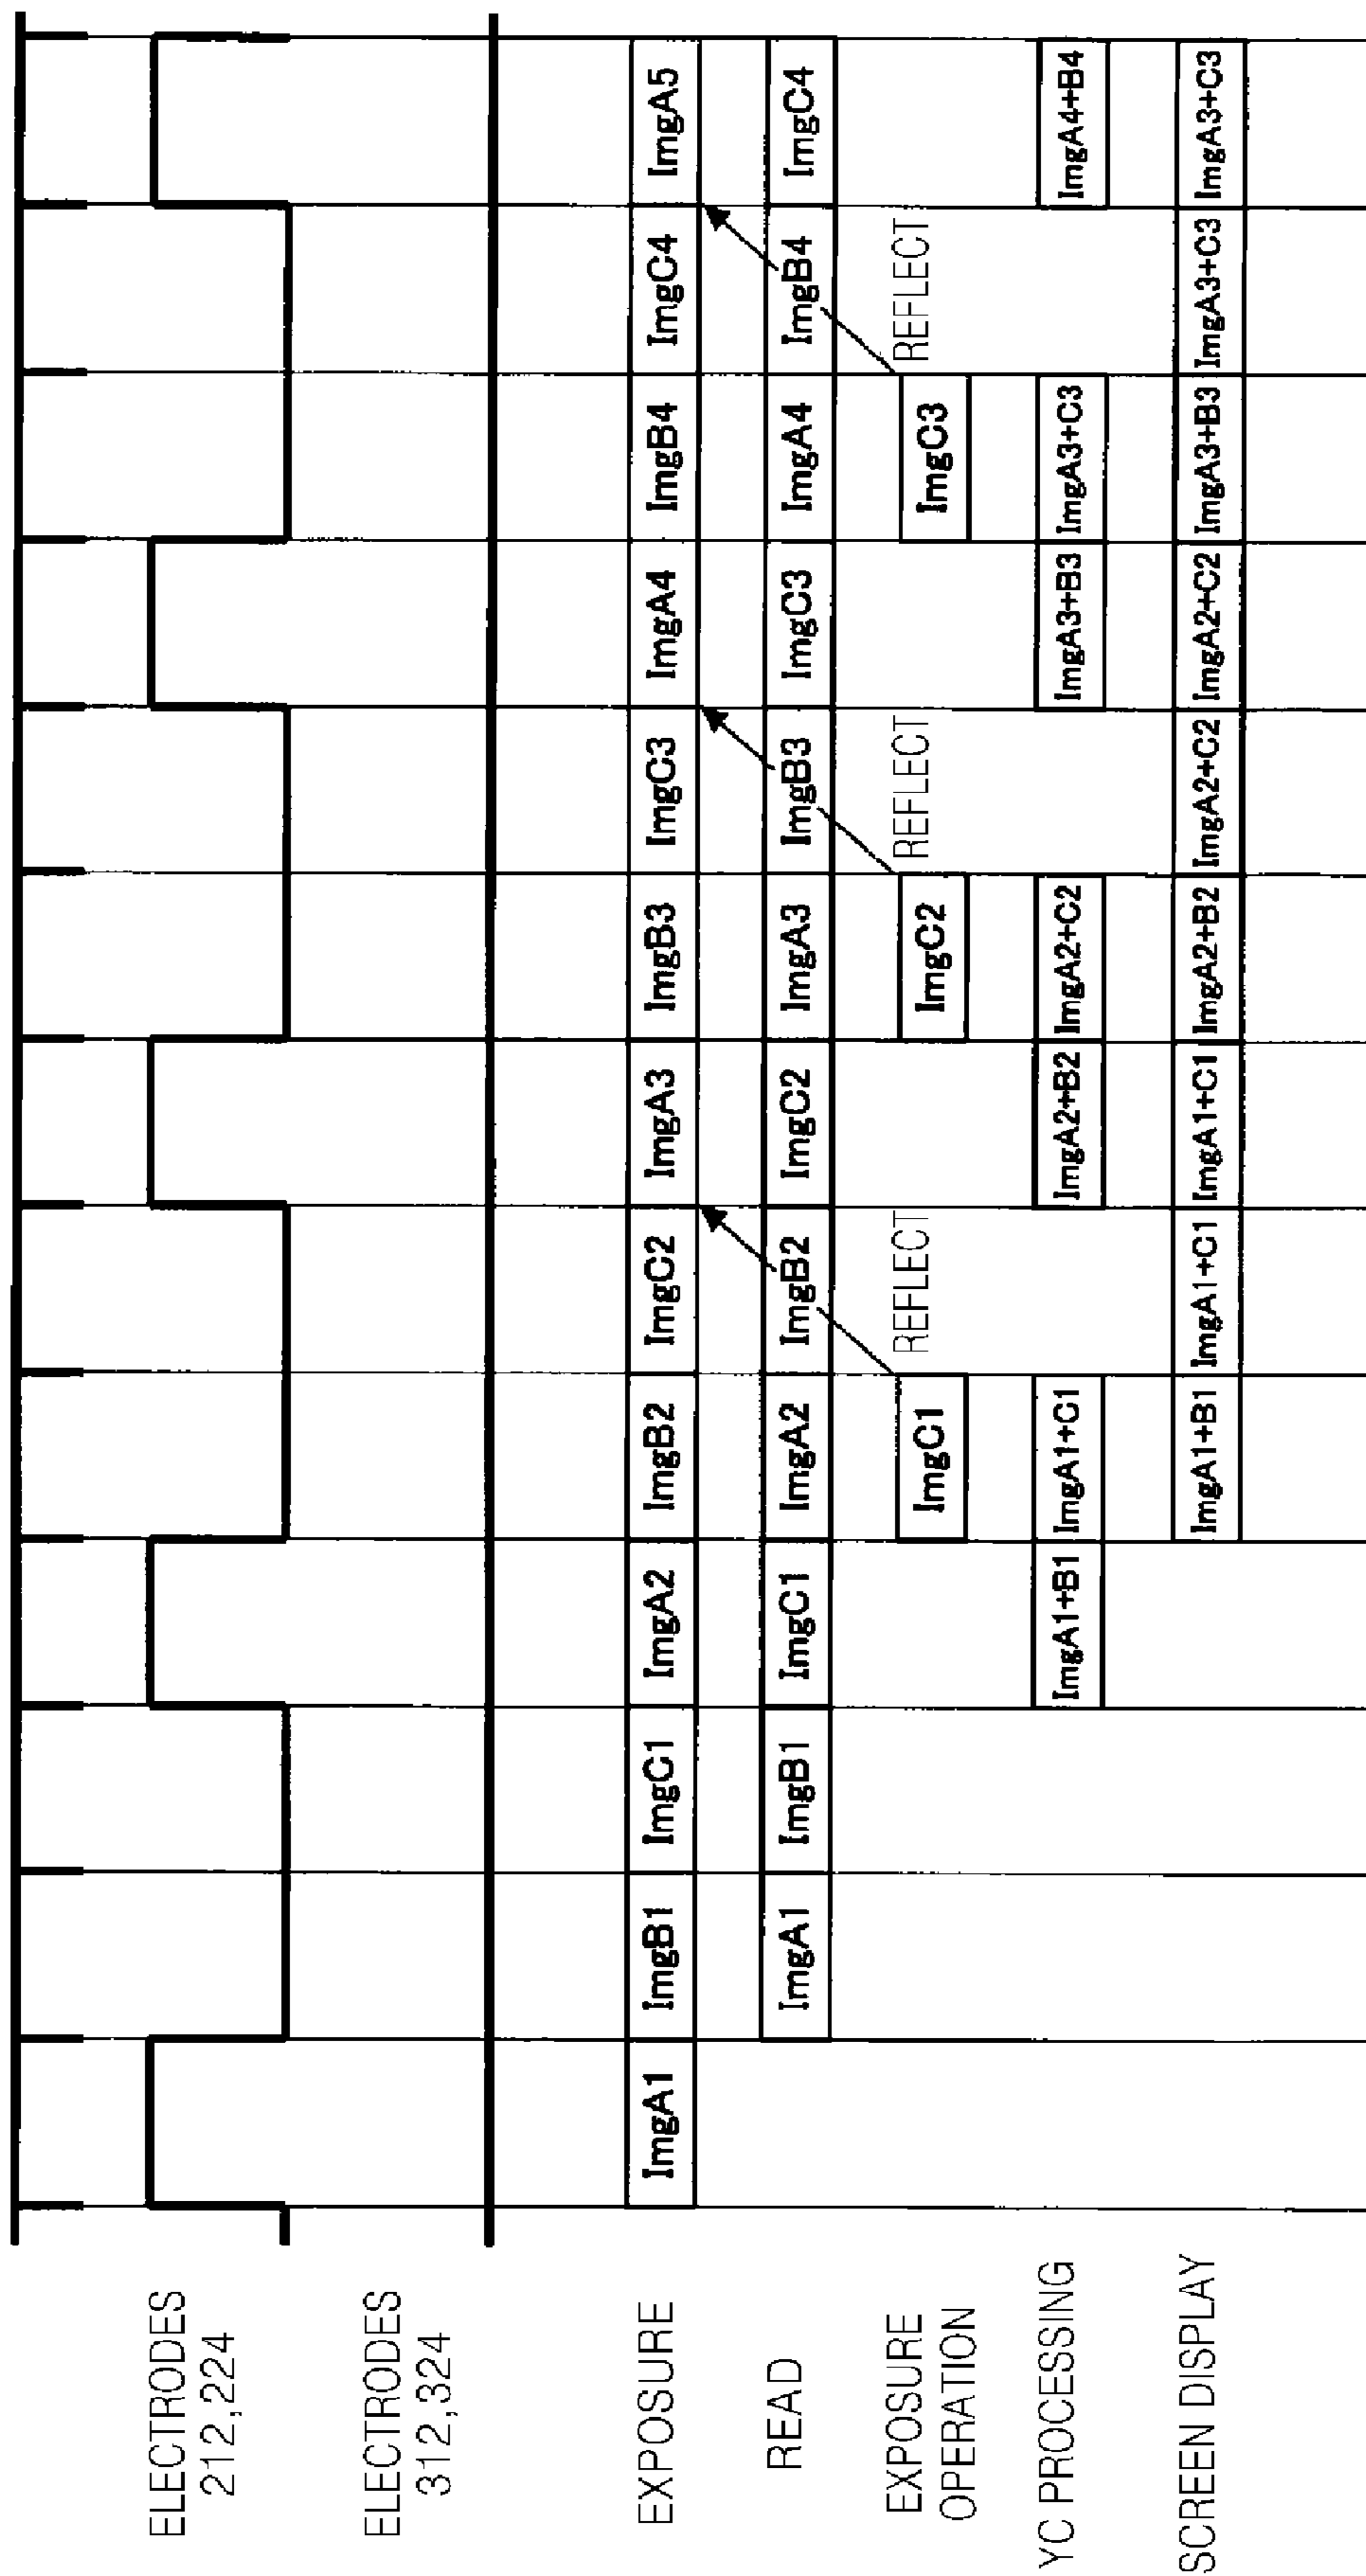 ELECTRODES
212,224
ELECTRODES
312,324
EXPOSURE
ImgA1 ImgB1 ImgC1 ImgA2 ImgB2 ImgC2 ImgA3 ImgB3 ImgC3 ImgA4 ImgB4 ImgC4 ImgA5
READ
ImgA1 ImgB1 ImgC1 ImgA2 ImgB2 ImgC2 ImgA3 ImgB3 ImgC3 ImgA4 ImgB4 ImgC4
REFLECT REFLECT REFLECT
EXPOSURE
OPERATION
ImgC1 ImgC2 ImgC3
YC PROCESSING
ImgA1+B1 ImgA1+C1 ImgA2+B2 ImgA2+C2 ImgA3+B3 ImgA3+C3 ImgA4+B4
SCREEN DISPLAY
ImgA1+B1 ImgA1+C1 ImgA1+C1 ImgA2+B2 ImgA2+C2 ImgA2+C2 ImgA3+B3 ImgA3+C3 ImgA3+C3